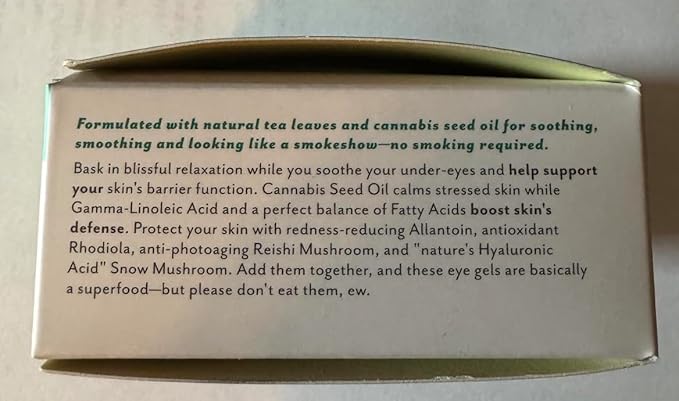 Formulated with natural tea leaves and cannabis seed oil for soothing,
smoothing and looking like a smokeshow—no smoking required.
Bask in blissful relaxation while you soothe your under-eyes and help support
your skin's barrier function. Cannabis Seed Oil calms stressed skin while
Gamma-Linoleic Acid and a perfect balance of Fatty Acids boost skin's
defense. Protect your skin with redness-reducing Allantoin, antioxidant
Rhodiola, anti-photoaging Reishi Mushroom, and "nature's Hyaluronic
Acid" Snow Mushroom. Add them together, and these eye gels are basically
a superfood—but please don't eat them, ew.